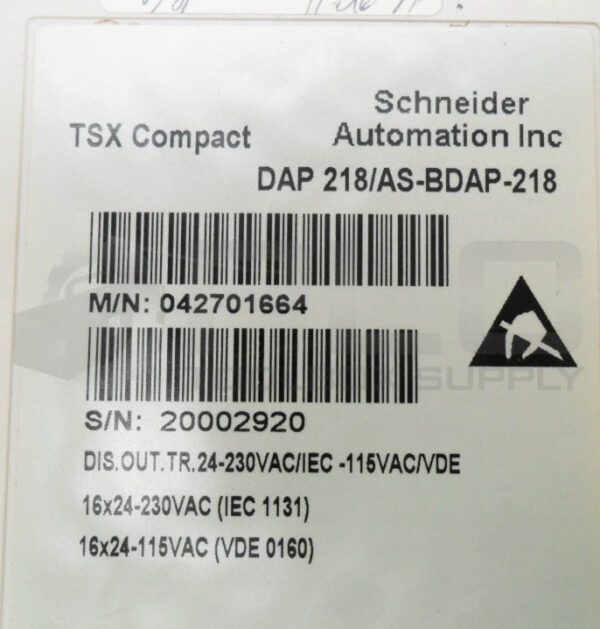 TSX Compact
Schneider
Automation Inc
DAP 218/AS-BDAP-218
M/N: 042701664
S/N: 20002920
DIS.OUT.TR.24-230VAC/IEC -115VAC/VDE
16x24-230VAC (IEC 1131)
16x24-115VAC (VDE 0160)
SUPPLY